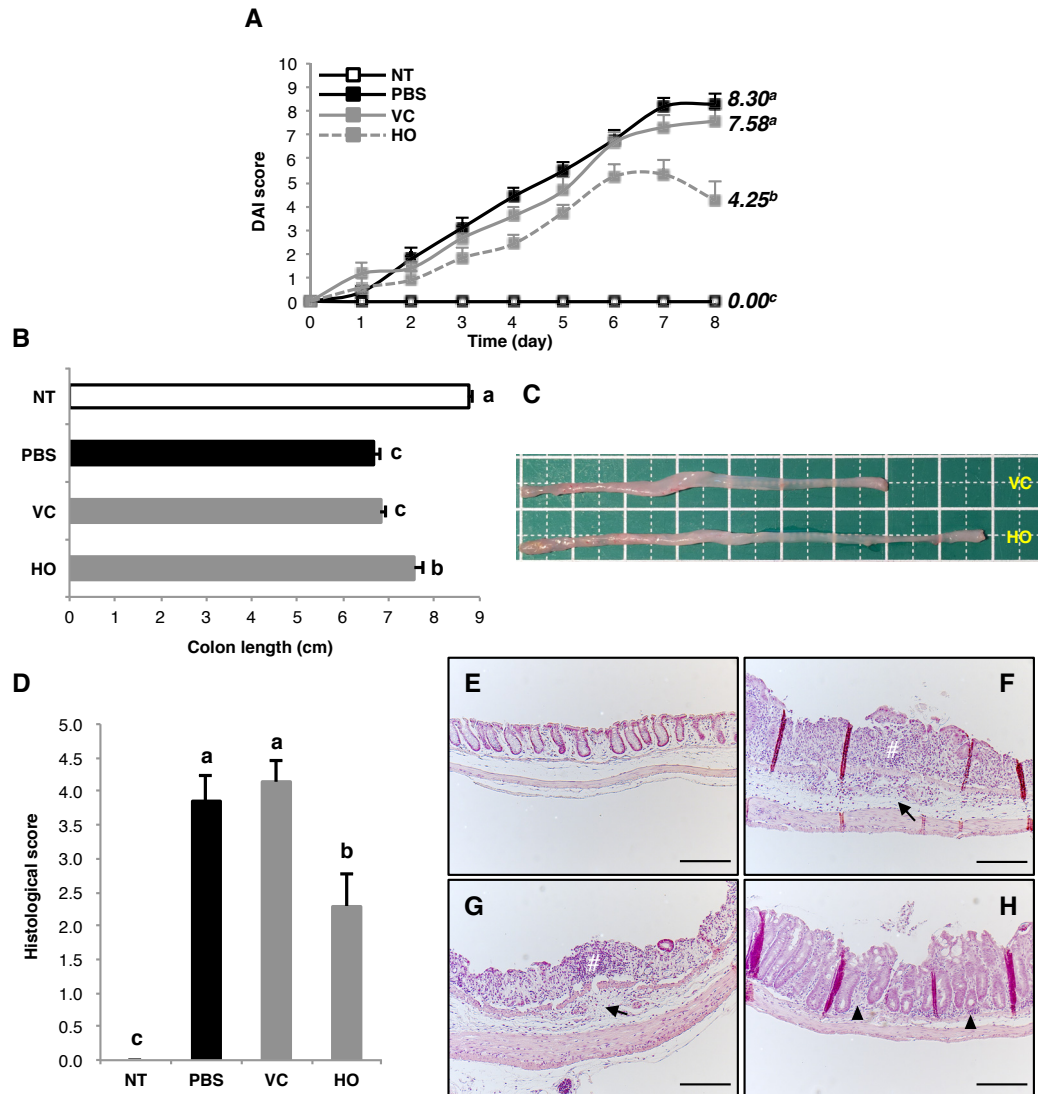 A
10
9
8
7
6
5
4
3
2
1
0
DAI score
NT
PBS
VC
HO
8.30a
7.58a
4.25b
0.00c
0 1 2 3 4 5 6 7 8
Time (day)
B
NT
PBS
VC
HO
a
c
c
b
0 1 2 3 4 5 6 7 8 9
Colon length (cm)
C
VC
HO
D
5.0
4.5
4.0
3.5
3.0
2.5
2.0
1.5
1.0
0.5
0.0
Histological score
c
a
a
b
NT PBS VC HO
E
F
#
G
#
H